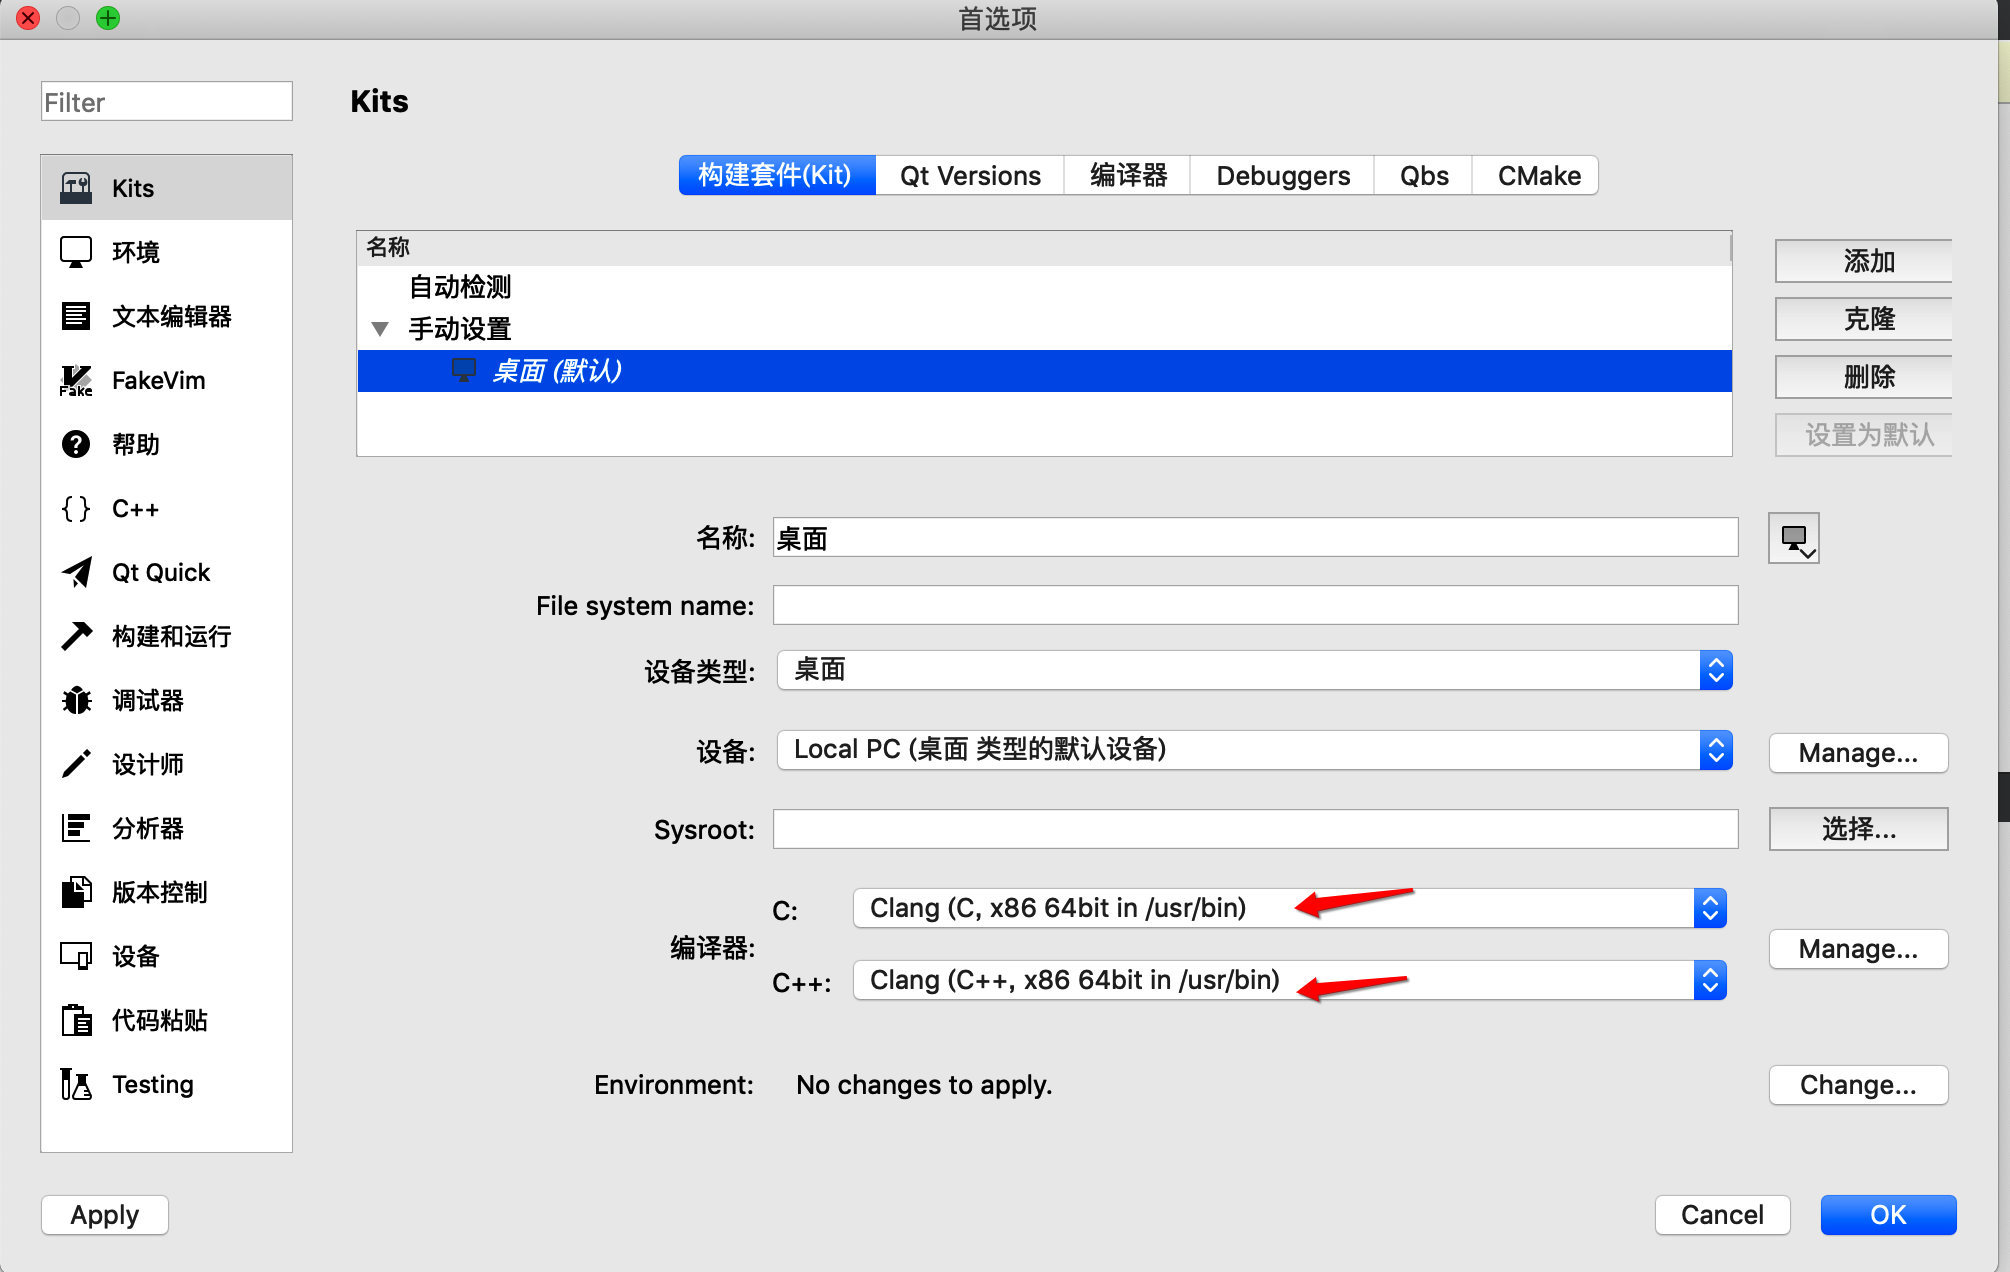 首选项
Filter
Kits
Kits
环境
文本编辑器
Fake
FakeVim
帮助
C++
Qt Quick
构建和运行
调试器
设计师
分析器
版本控制
设备
代码粘贴
Testing
构建套件(Kit) Qt Versions 编译器 Debuggers Qbs CMake
名称
自动检测
手动设置
桌面 (默认)
添加
克隆
删除
设置为默认
名称: 桌面
File system name:
设备类型: 桌面
设备: Local PC (桌面 类型的默认设备) Manage...
Sysroot: 选择...
编译器:
C: Clang (C, x86 64bit in /usr/bin)
C++: Clang (C++, x86 64bit in /usr/bin)
Manage...
Environment: No changes to apply. Change...
Apply Cancel OK